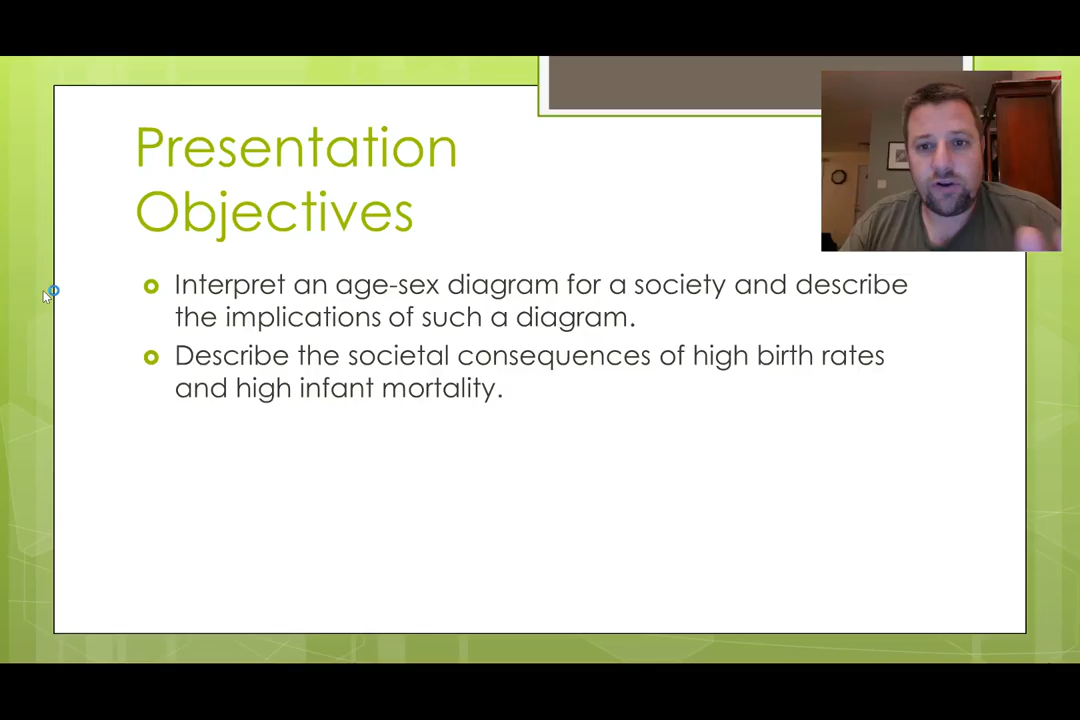 Presentation
Objectives
Interpret an age-sex diagram for a society and describe
the implications of such a diagram.
Describe the societal consequences of high birth rates
and high infant mortality.